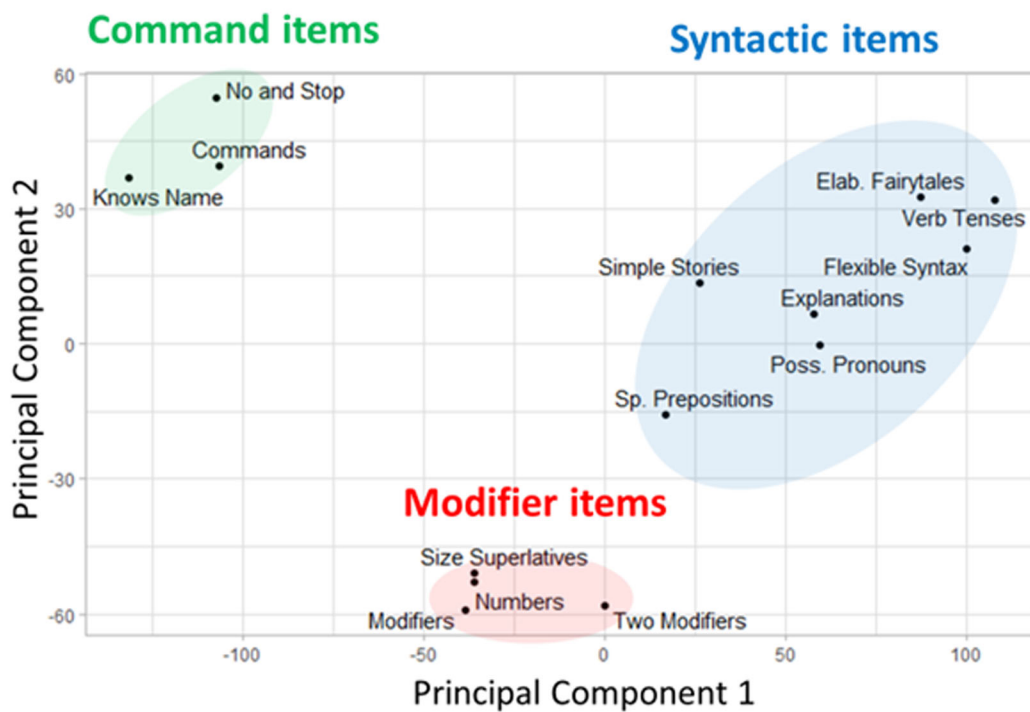 Command items
Syntactic items
60
No and Stop
Commands
Knows Name
30
Elab. Fairytales
Verb Tenses
Simple Stories
Flexible Syntax
Explanations
0
Poss. Pronouns
Sp. Prepositions
-30
Modifier items
Size Superlatives
Numbers
-60
Modifiers
Two Modifiers
-100
-50
0
50
100
Principal Component 1
Principal Component 2